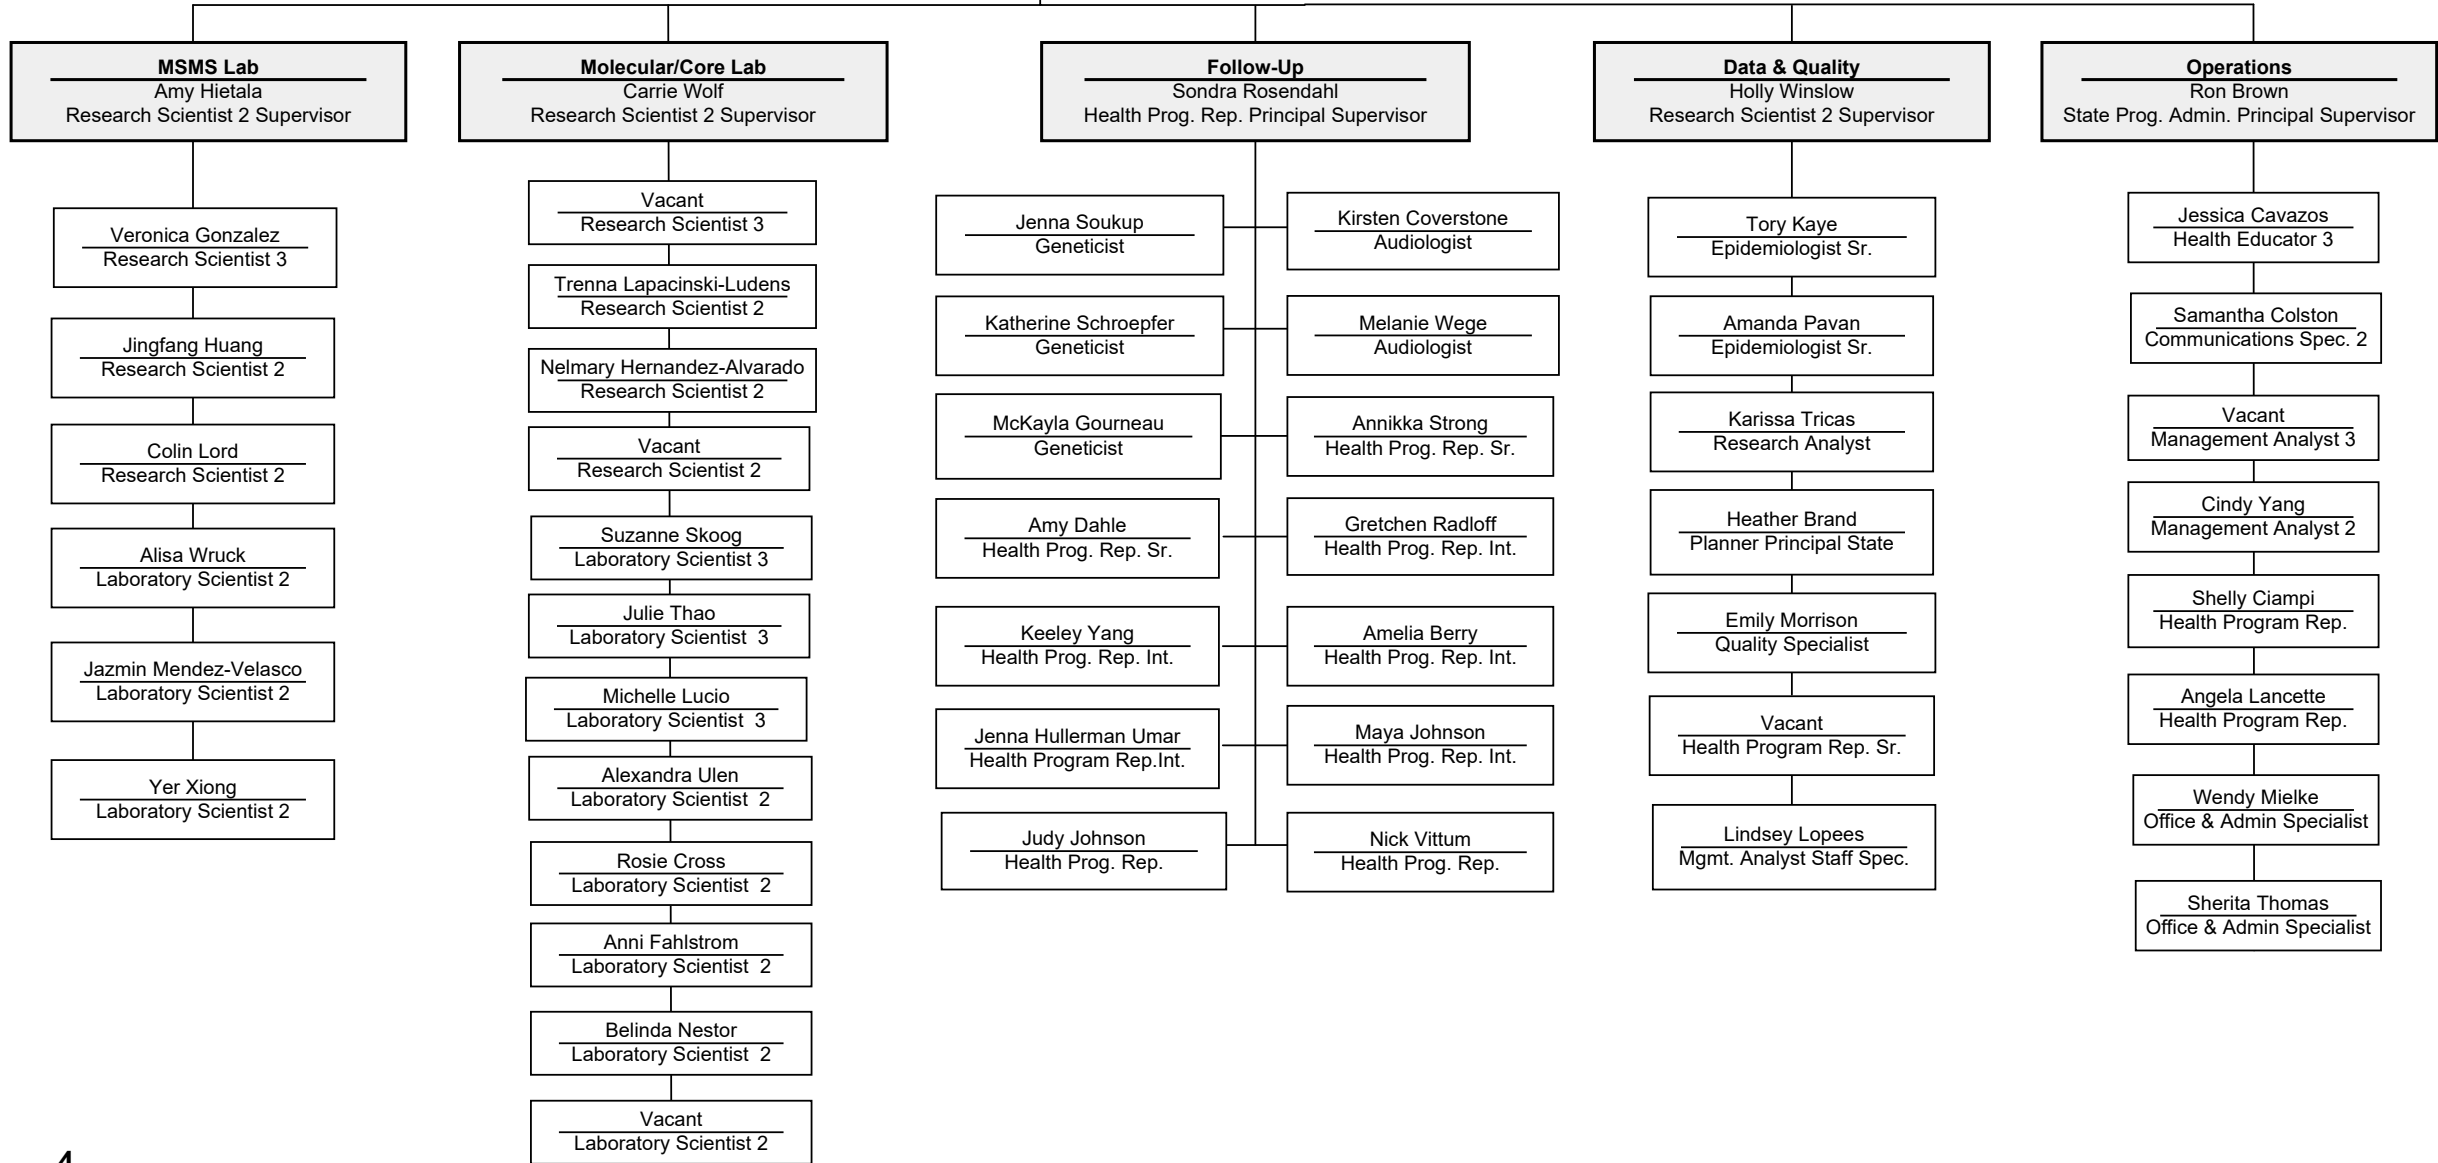 MSMS Lab
Amy Hietala
Research Scientist 2 Supervisor
Veronica Gonzalez
Research Scientist 3
Jingfang Huang
Research Scientist 2
Colin Lord
Research Scientist 2
Alisa Wruck
Laboratory Scientist 2
Jazmin Mendez-Velasco
Laboratory Scientist 2
Yer Xiong
Laboratory Scientist 2
Molecular/Core Lab
Carrie Wolf
Research Scientist 2 Supervisor
Vacant
Research Scientist 3
Trenna Lapacinski-Ludens
Research Scientist 2
Nelmary Hernandez-Alvarado
Research Scientist 2
Vacant
Research Scientist 2
Suzanne Skoog
Laboratory Scientist 3
Julie Thao
Laboratory Scientist 3
Michelle Lucio
Laboratory Scientist 3
Alexandra Ulen
Laboratory Scientist 2
Rosie Cross
Laboratory Scientist 2
Anni Fahlstrom
Laboratory Scientist 2
Belinda Nestor
Laboratory Scientist 2
Vacant
Laboratory Scientist 2
Follow-Up
Sondra Rosendahl
Health Prog. Rep. Principal Supervisor
Jenna Soukup
Geneticist
Kirsten Coverstone
Audiologist
Katherine Schroepfer
Geneticist
Melanie Wege
Audiologist
McKayla Gourneau
Geneticist
Annikka Strong
Health Prog. Rep. Sr.
Amy Dahle
Health Prog. Rep. Sr.
Gretchen Radloff
Health Prog. Rep. Int.
Keeley Yang
Health Prog. Rep. Int.
Amelia Berry
Health Prog. Rep. Int.
Jenna Hullerman Umar
Health Program Rep.Int.
Maya Johnson
Health Prog. Rep. Int.
Judy Johnson
Health Prog. Rep.
Nick Vittum
Health Prog. Rep.
Data & Quality
Holly Winslow
Research Scientist 2 Supervisor
Tory Kaye
Epidemiologist Sr.
Amanda Pavan
Epidemiologist Sr.
Karissa Tricas
Research Analyst
Heather Brand
Planner Principal State
Emily Morrison
Quality Specialist
Vacant
Health Program Rep. Sr.
Lindsey Lopees
Mgmt. Analyst Staff Spec.
Operations
Ron Brown
State Prog. Admin. Principal Supervisor
Jessica Cavazos
Health Educator 3
Samantha Colston
Communications Spec. 2
Vacant
Management Analyst 3
Cindy Yang
Management Analyst 2
Shelly Ciampi
Health Program Rep.
Angela Lancette
Health Program Rep.
Wendy Mielke
Office & Admin Specialist
Sherita Thomas
Office & Admin Specialist
4